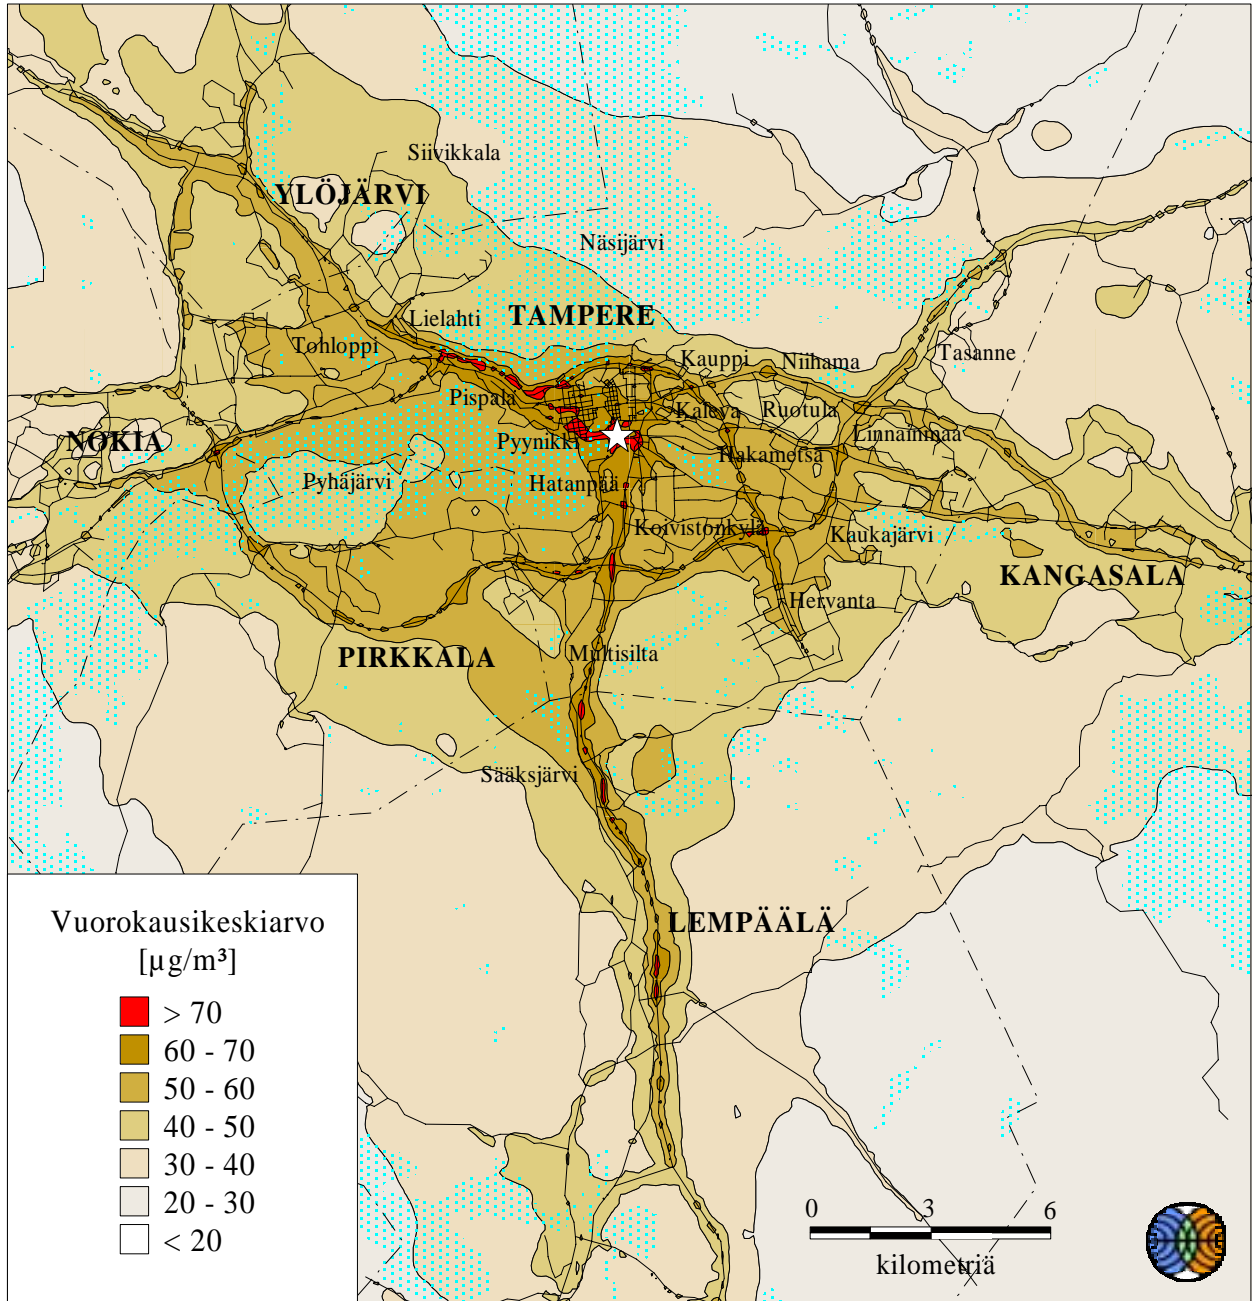 Siivikkala
YLÖJÄRVI
Näsijärvi
Lielahti
TAMPERE
Tohloppi
Kauppi
Niihama
Tasanne
Pispala
Kaleva
Ruotula
NOKIA
Pyynikki
Linnainmaa
Hakametsä
Pyhäjärvi
Hatanpää
Koivistonkylä
Kaukajärvi
KANGASALA
Hervanta
PIRKKALA
Multisilta
Sääksjärvi
LEMPÄÄLÄ
Vuorokausikeskiarvo
[µg/m³]
> 70
60 - 70
50 - 60
40 - 50
30 - 40
20 - 30
< 20
0 3 6
kilometriä